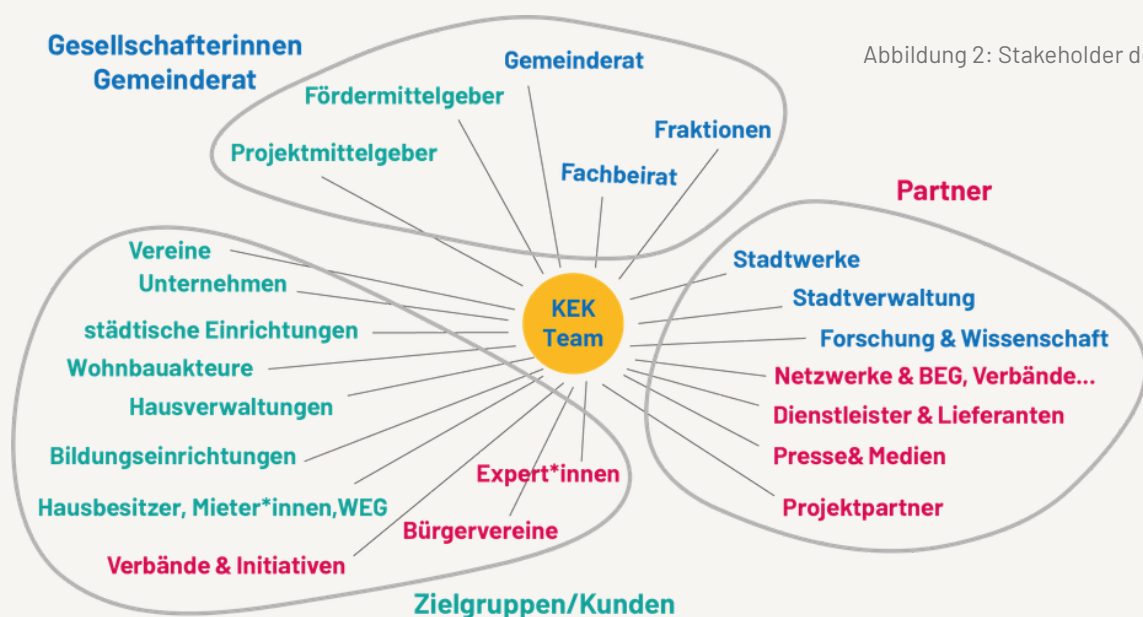 Gesellschafterinnen
Gemeinderat
Abbildung 2: Stakeholder
Gemeinderat
Fördermittelgeber
Fraktionen
Projektmittelgeber
Fachbeirat
Partner
Vereine
Unternehmen
städtische Einrichtungen
Wohnbauakteure
Hausverwaltungen
Bildungseinrichtungen
Hausbesitzer, Mieter*innen,WEG
Verbände & Initiativen
KEK
Team
Expert*innen
Bürgervereine
Stadtwerke
Stadtverwaltung
Forschung & Wissenschaft
Netzwerke & BEG, Verbände...
Dienstleister & Lieferanten
Presse& Medien
Projektpartner
Zielgruppen/Kunden